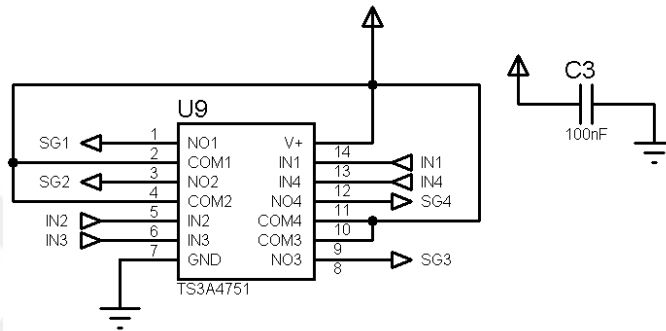 C3
100nF
U9
SG1 1 NO1 V+ 14
2 COM1 IN1 13 IN1
SG2 3 NO2 IN4 12 IN4
4 COM2 NO4 11 SG4
IN2 5 IN2 COM4 10
IN3 6 IN3 COM3 9
7 GND NO3 8 SG3
TS3A4751